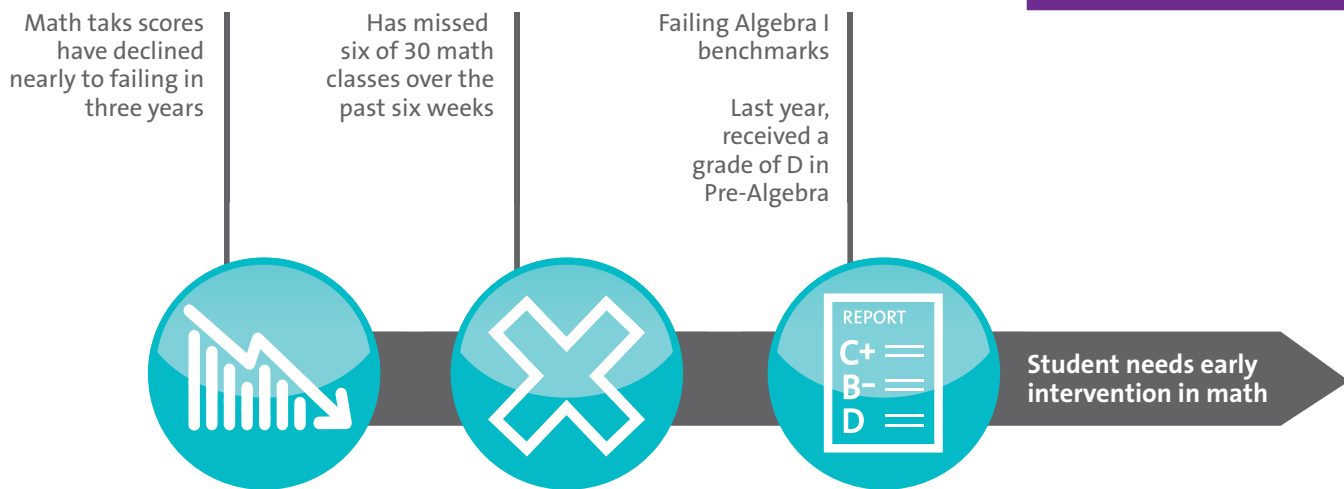 Math taks scores
have declined
nearly to failing in
three years
Has missed
six of 30 math
classes over the
past six weeks
Failing Algebra I
benchmarks
Last year,
received a
grade of D in
Pre-Algebra
REPORT
C+
B-
D
Student needs early
intervention in math